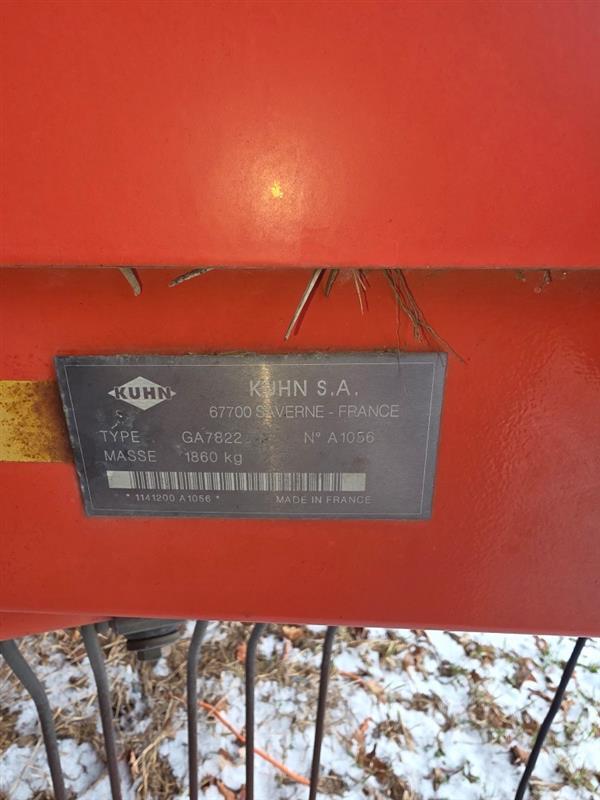 KUHN
KUHN S.A.
67700 SAVERNE - FRANCE
TYPE GA7822 N° A1056
MASSE 1860 kg
* 1141200 A1056 * MADE IN FRANCE